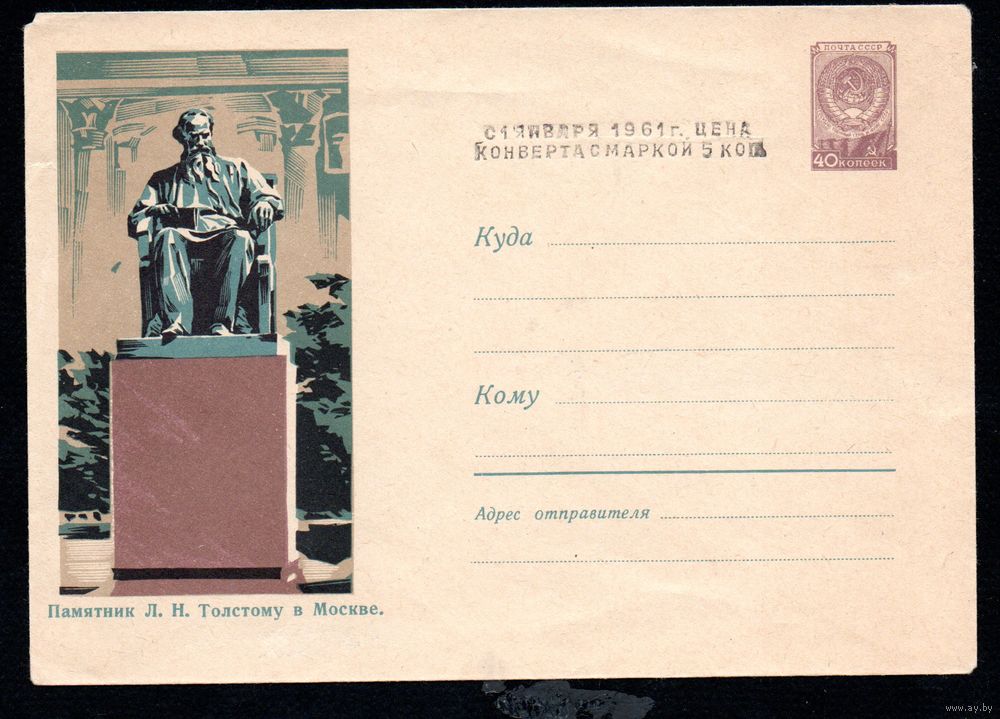 ПОЧТА СССР
40 КОПЕЕК
С 1 ЯНВАРЯ 1961 г. ЦЕНА
КОНВЕРТА С МАРКОЙ 5 КОП.
Куда
Кому
Адрес отправителя
Памятник Л. Н. Толстому в Москве.
www.ay.by